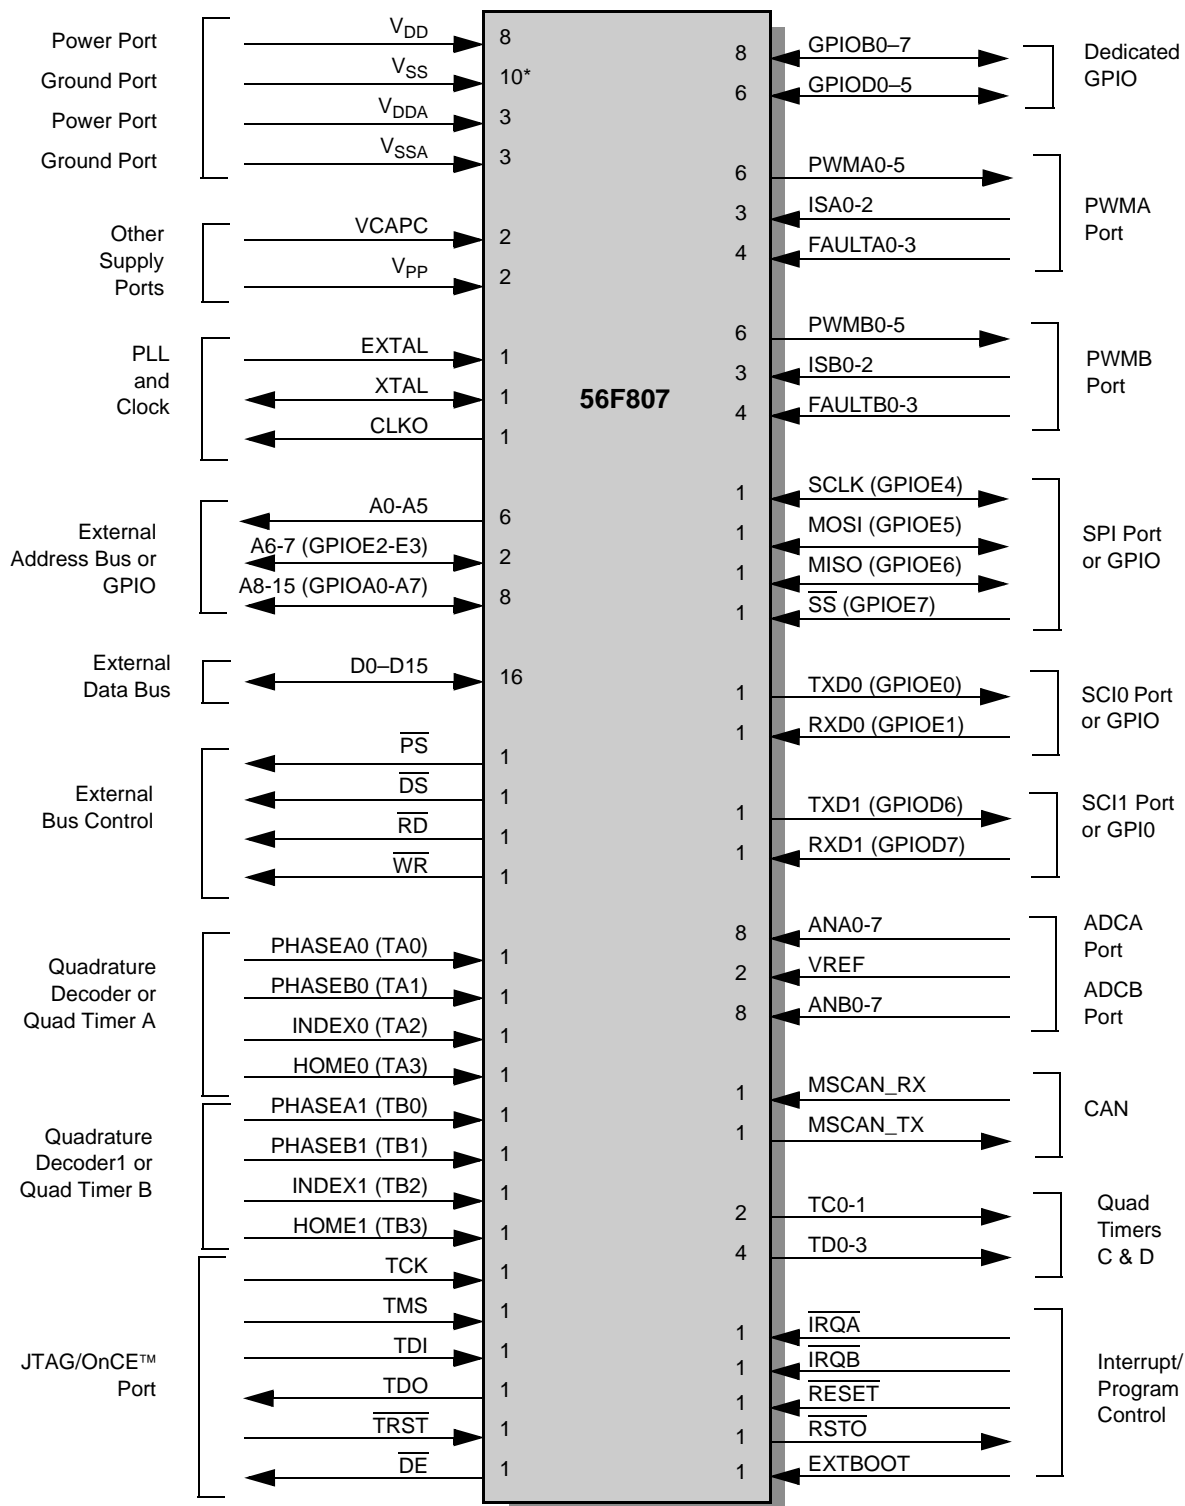 Power Port
V_DD
8
Ground Port
V_SS
10*
Power Port
V_DDA
3
Ground Port
V_SSA
3
Other
Supply
Ports
VCAPC
2
V_PP
2
PLL
and
Clock
EXTAL
1
XTAL
1
CLKO
1
External
Address Bus or
GPIO
A0-A5
6
A6-7 (GPIOE2-E3)
2
A8-15 (GPIOA0-A7)
8
External
Data Bus
D0–D15
16
External
Bus Control
P̅S̅
1
D̅S̅
1
R̅D̅
1
W̅R̅
1
Quadrature
Decoder or
Quad Timer A
PHASEA0 (TA0)
1
PHASEB0 (TA1)
1
INDEX0 (TA2)
1
HOME0 (TA3)
1
Quadrature
Decoder1 or
Quad Timer B
PHASEA1 (TB0)
1
PHASEB1 (TB1)
1
INDEX1 (TB2)
1
HOME1 (TB3)
1
JTAG/OnCE™
Port
TCK
1
TMS
1
TDI
1
TDO
1
T̅R̅S̅T̅
1
D̅E̅
1
56F807
8
GPIOB0–7
6
GPIOD0–5
Dedicated
GPIO
6
PWMA0-5
3
ISA0-2
4
FAULTA0-3
PWMA
Port
6
PWMB0-5
3
ISB0-2
4
FAULTB0-3
PWMB
Port
1
SCLK (GPIOE4)
1
MOSI (GPIOE5)
1
MISO (GPIOE6)
1
S̅S̅ (GPIOE7)
SPI Port
or GPIO
1
TXD0 (GPIOE0)
1
RXD0 (GPIOE1)
SCI0 Port
or GPIO
1
TXD1 (GPIOD6)
1
RXD1 (GPIOD7)
SCI1 Port
or GPI0
8
ANA0-7
2
VREF
8
ANB0-7
ADCA
Port
ADCB
Port
1
MSCAN_RX
1
MSCAN_TX
CAN
2
TC0-1
4
TD0-3
Quad
Timers
C & D
1
I̅R̅Q̅A̅
1
I̅R̅Q̅B̅
1
R̅E̅S̅E̅T̅
1
R̅S̅T̅O̅
1
EXTBOOT
Interrupt/
Program
Control